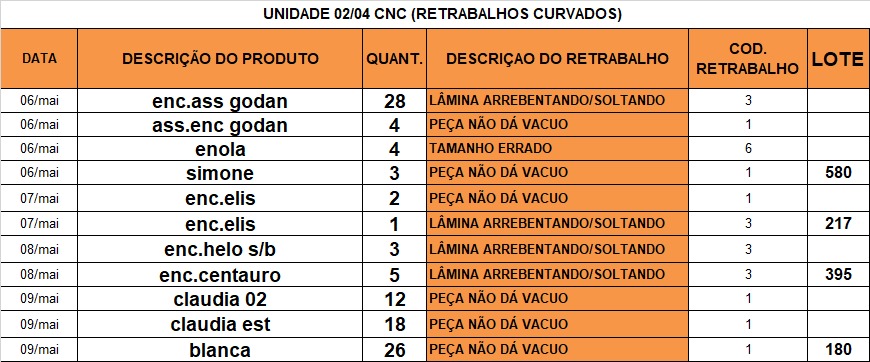 UNIDADE 02/04 CNC (RETRABALHOS CURVADOS)
DATA DESCRIÇÃO DO PRODUTO QUANT. DESCRIÇAO DO RETRABALHO COD. RETRABALHO LOTE
06/mai enc.ass godan 28 LÂMINA ARREBENTANDO/SOLTANDO 3
06/mai ass.enc godan 4 PEÇA NÃO DÁ VACUO 1
06/mai enola 4 TAMANHO ERRADO 6
06/mai simone 3 PEÇA NÃO DÁ VACUO 1 580
07/mai enc.elis 2 PEÇA NÃO DÁ VACUO 1
07/mai enc.elis 1 LÂMINA ARREBENTANDO/SOLTANDO 3 217
08/mai enc.helo s/b 3 LÂMINA ARREBENTANDO/SOLTANDO 3
08/mai enc.centauro 5 LÂMINA ARREBENTANDO/SOLTANDO 3 395
09/mai claudia 02 12 PEÇA NÃO DÁ VACUO 1
09/mai claudia est 18 PEÇA NÃO DÁ VACUO 1
09/mai blanca 26 PEÇA NÃO DÁ VACUO 1 180